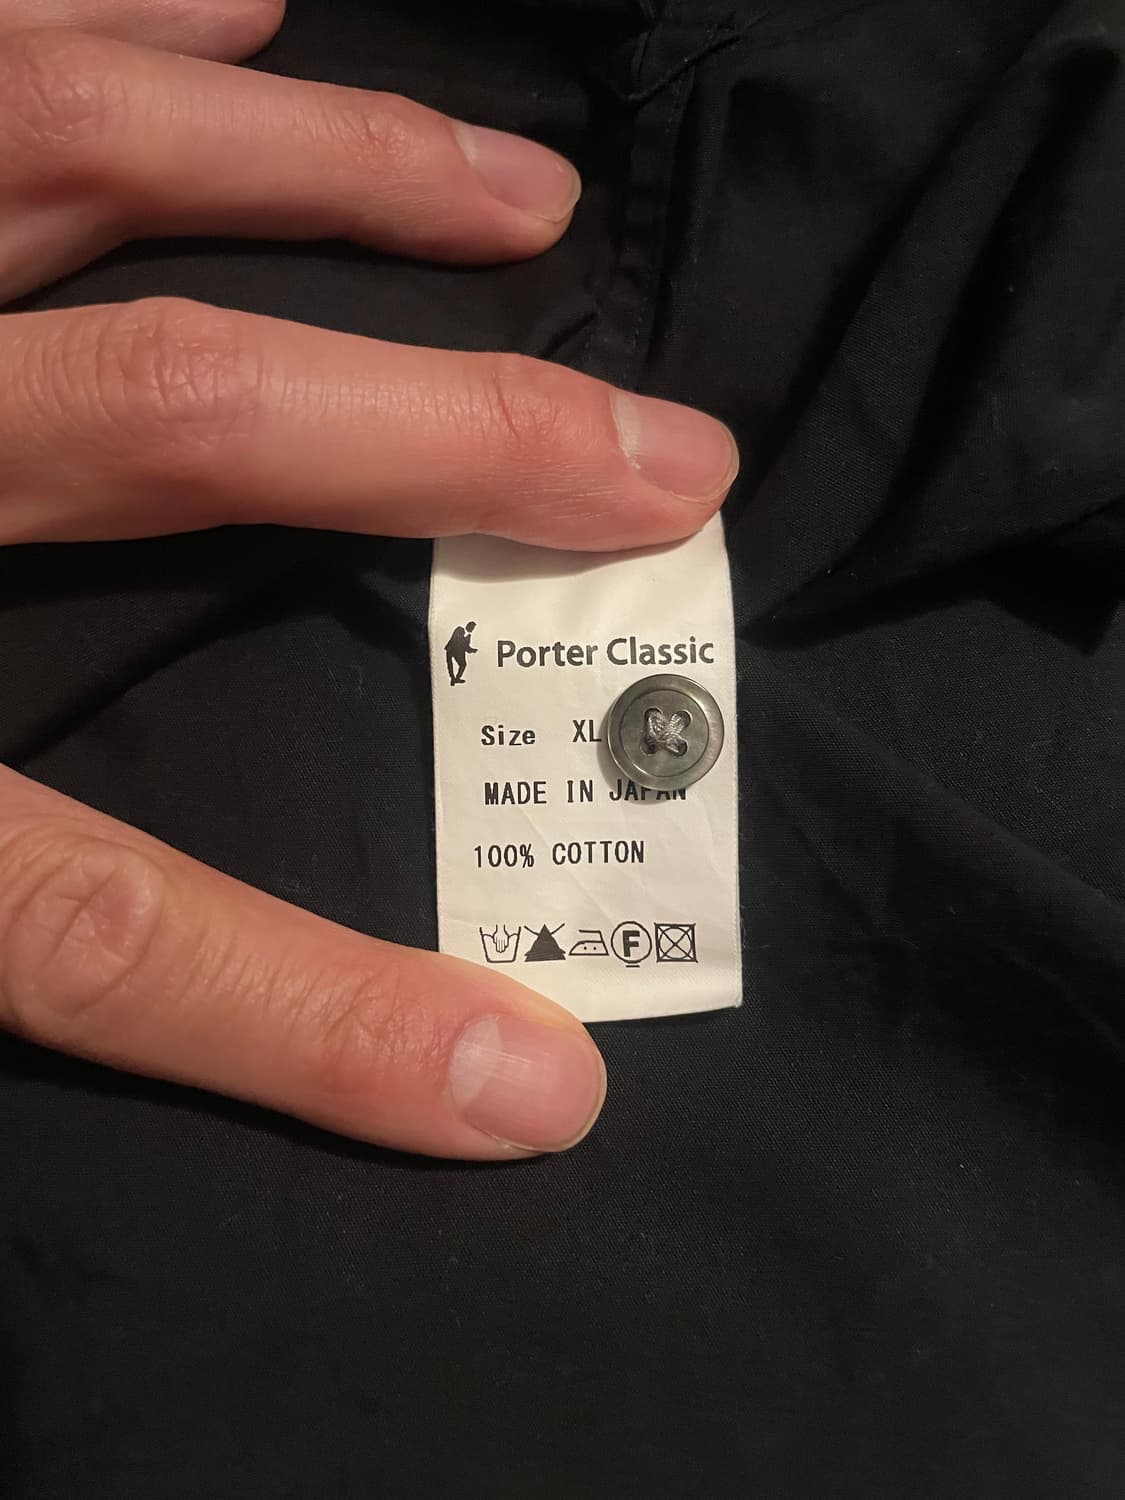 Porter Classic
Size XL
MADE IN JAPAN
100% COTTON
F